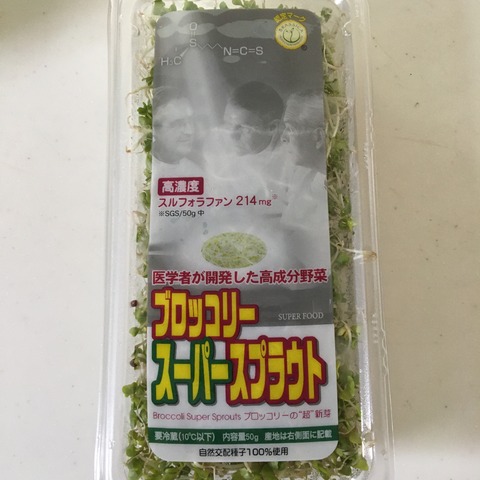 O
S
H₃C
N=C=S
高濃度
スルフォラファン 214mg※
※SGS/50g 中
医学者が開発した高成分野菜
ブロッコリー
SUPER FOOD
スーパースプラウト
Broccoli Super Sprouts ブロッコリーの"超"新芽
要冷蔵(10℃以下) 内容量50g 産地は右側面に記載
自然交配種子100%使用